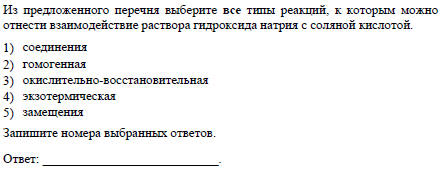 Из предложенного перечня выберите все типы реакций, к которым можно
отнести взаимодействие раствора гидроксида натрия с соляной кислотой.
1) соединения
2) гомогенная
3) окислительно-восстановительная
4) экзотермическая
5) замещения
Запишите номера выбранных ответов.
Ответ: ___________________________.